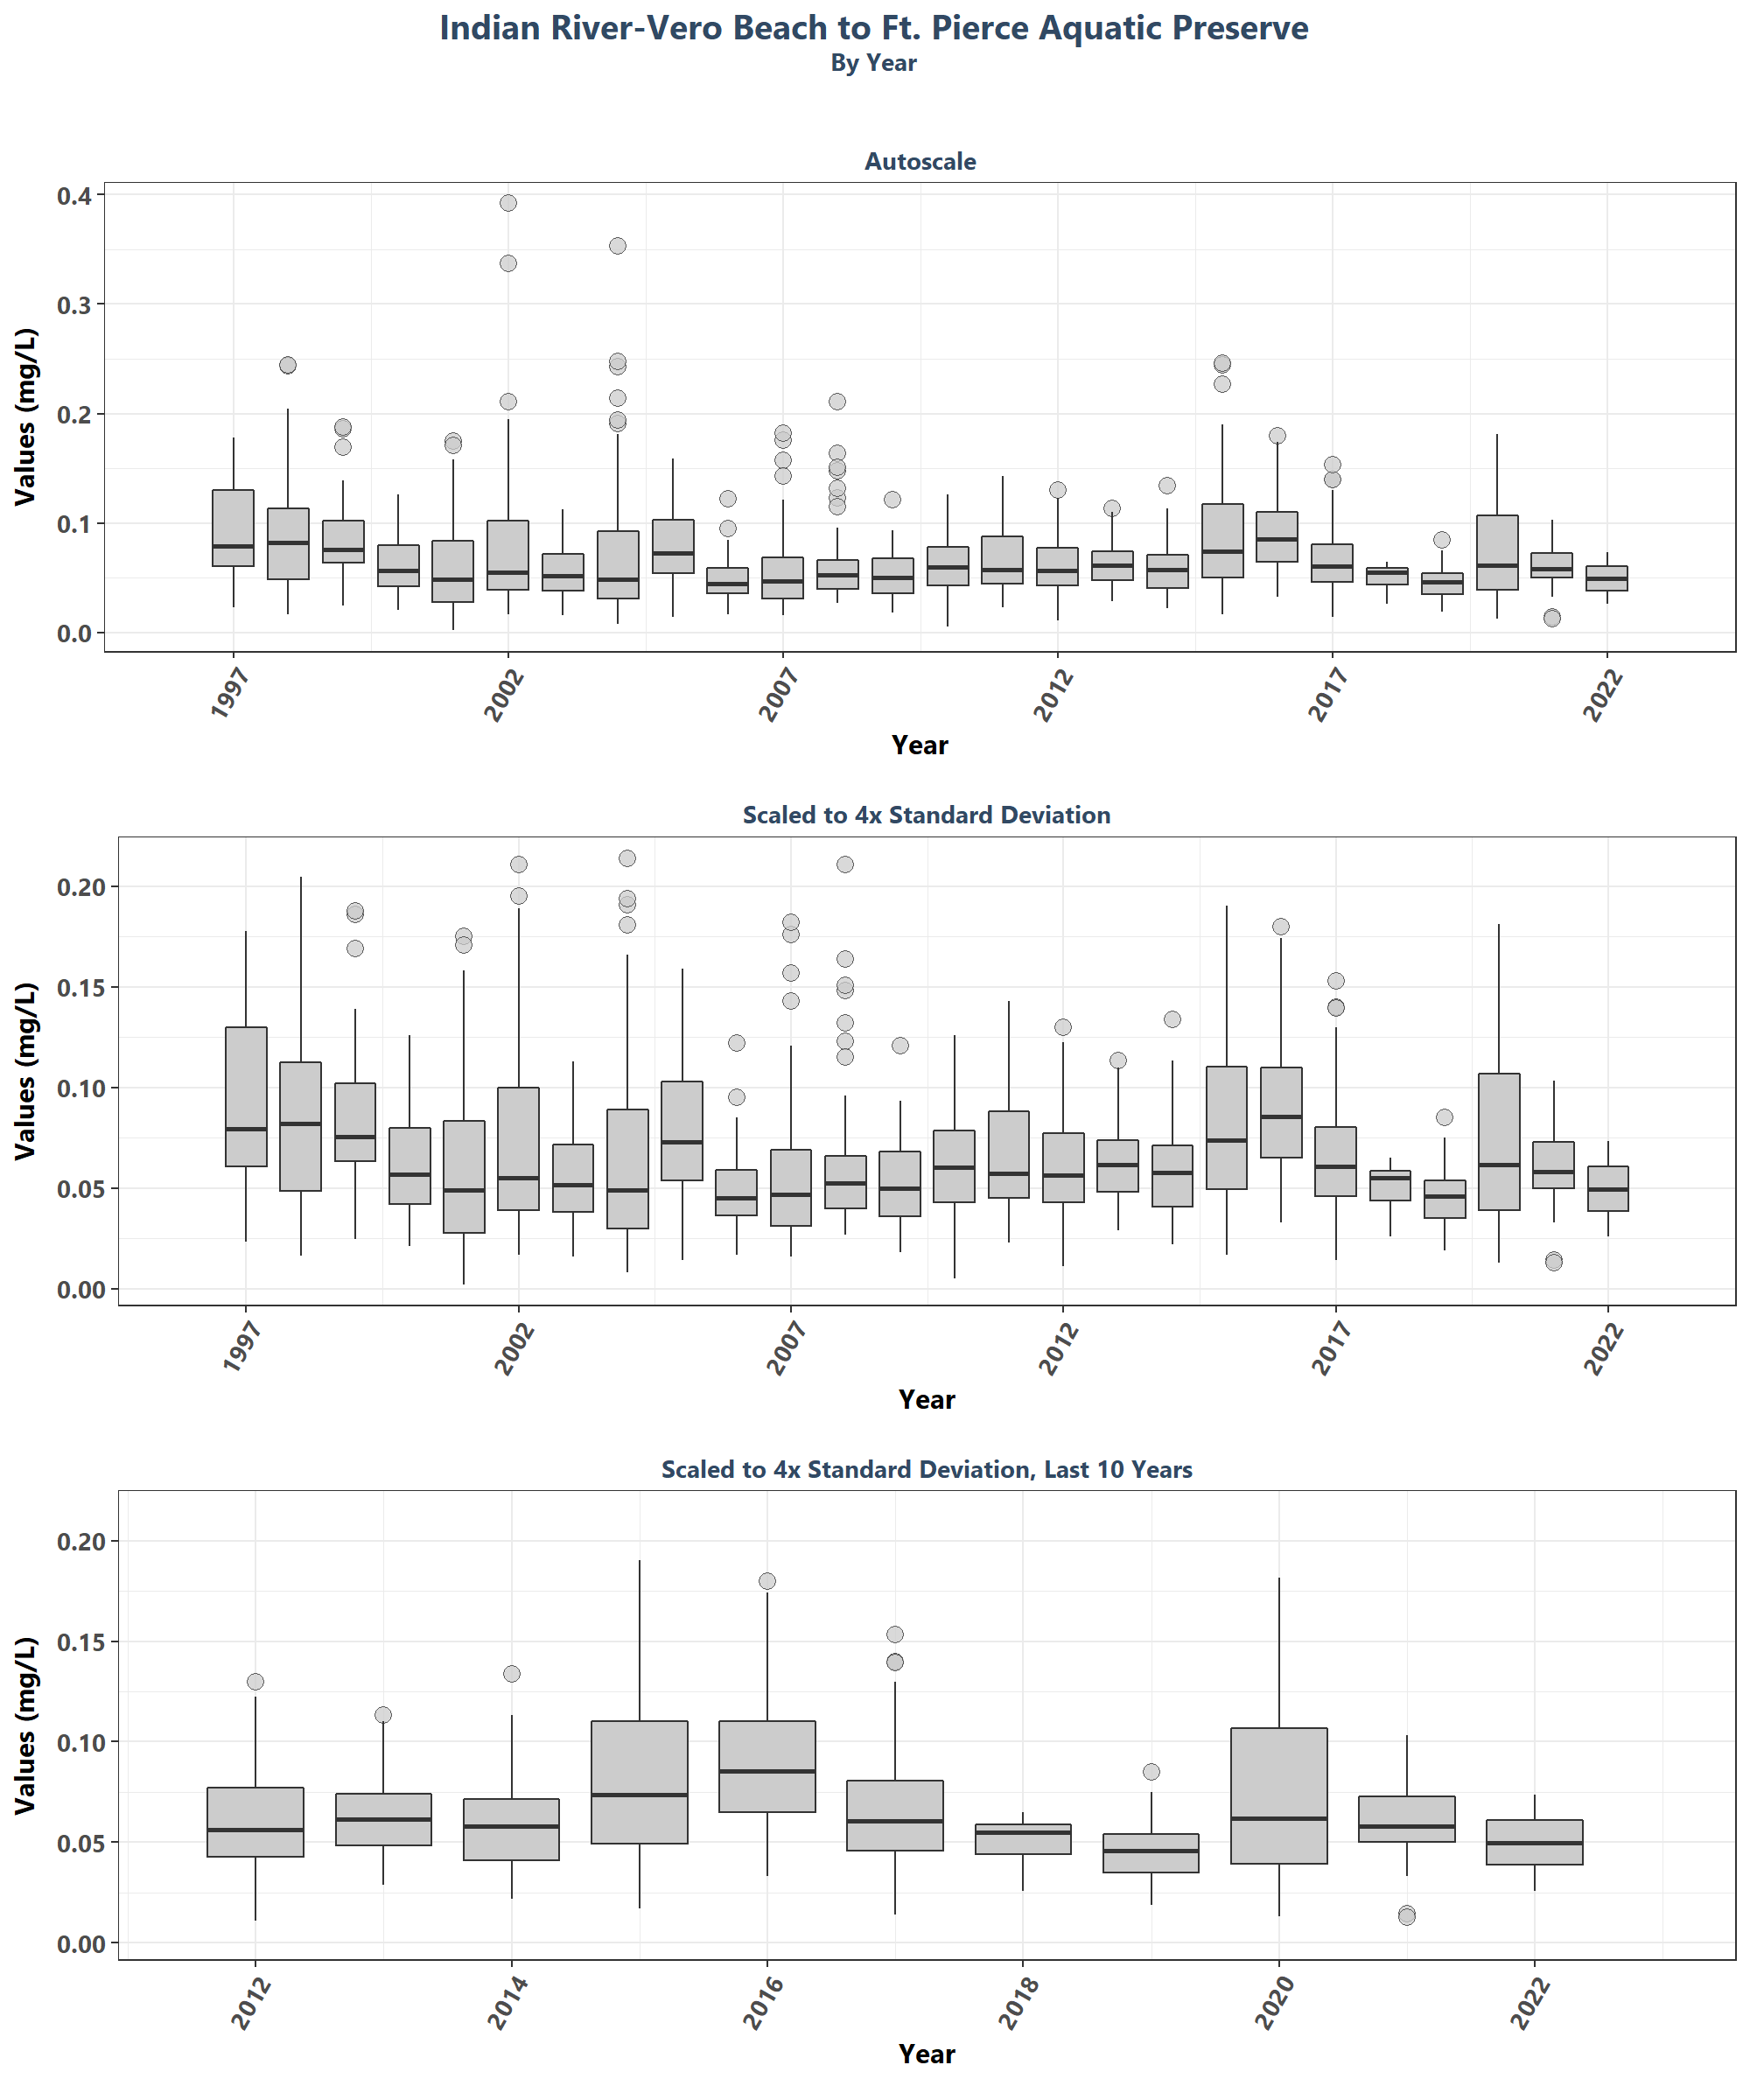 Indian River-Vero Beach to Ft. Pierce Aquatic Preserve
By Year
Autoscale
Values (mg/L)
0.4
0.3
0.2
0.1
0.0
1997 2002 2007 2012 2017 2022
Year
Scaled to 4x Standard Deviation
Values (mg/L)
0.20
0.15
0.10
0.05
0.00
1997 2002 2007 2012 2017 2022
Year
Scaled to 4x Standard Deviation, Last 10 Years
Values (mg/L)
0.20
0.15
0.10
0.05
0.00
2012 2014 2016 2018 2020 2022
Year